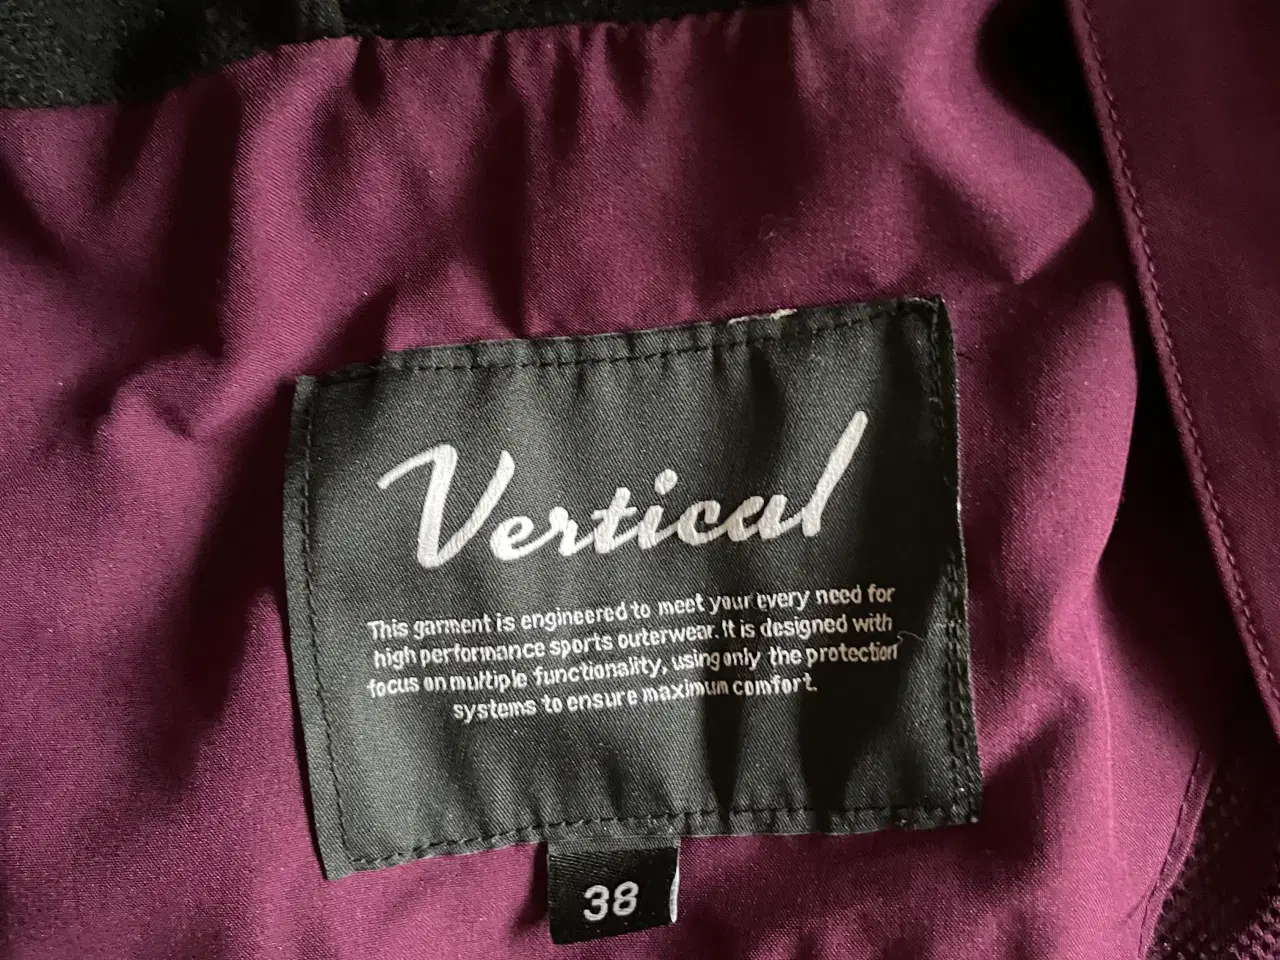 Vertical
This garment is engineered to meet your every need for
high performance sports outerwear. It is designed with
focus on multiple functionality, using only the protection
systems to ensure maximum comfort.
38